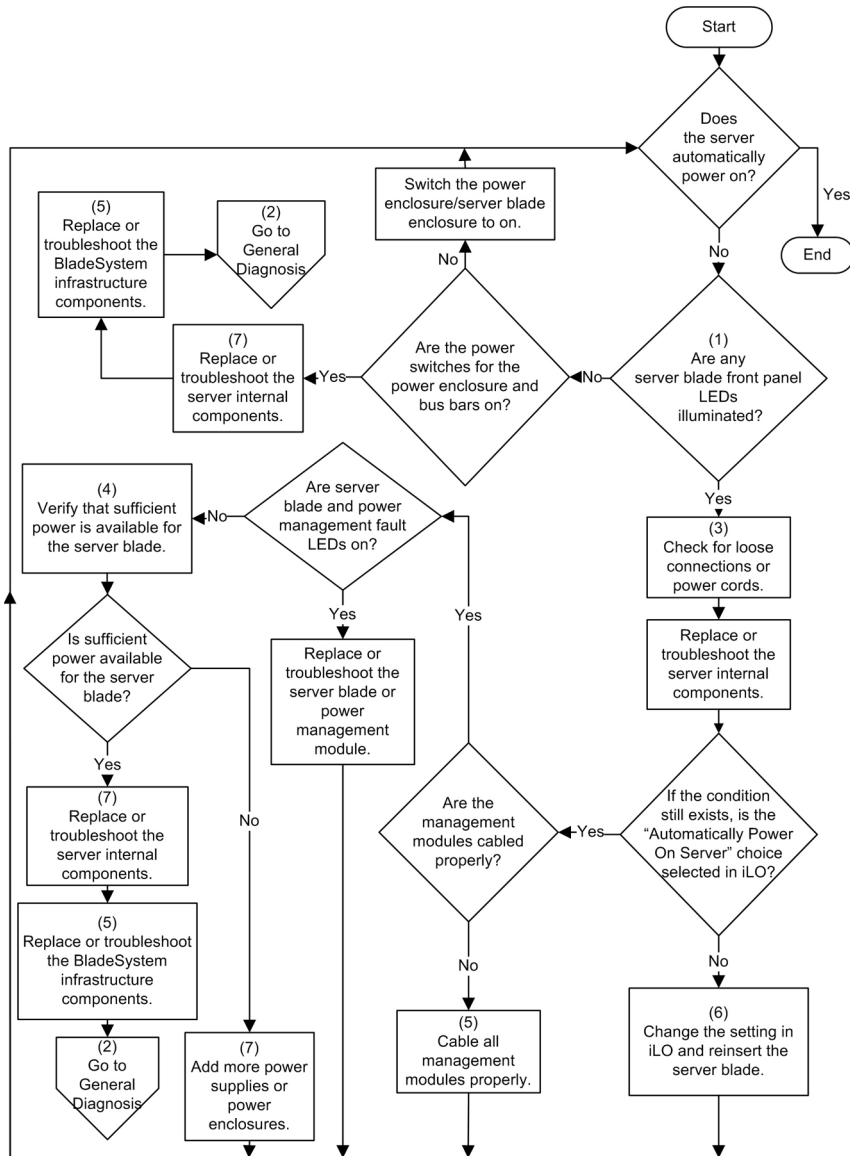 Start
Does
the server
automatically
power on?
Yes
End
No
Switch the power
enclosure/server blade
enclosure to on.
No
(5)
Replace or
troubleshoot the
BladeSystem
infrastructure
components.
(2)
Go to
General
Diagnosis
(7)
Replace or
troubleshoot the
server internal
components.
Yes
Are the power
switches for the
power enclosure and
bus bars on?
No
(1)
Are any
server blade front panel
LEDs
illuminated?
Yes
(3)
Check for loose
connections or
power cords.
Replace or
troubleshoot the
server internal
components.
If the condition
still exists, is the
“Automatically Power
On Server” choice
selected in iLO?
Yes
No
(6)
Change the setting in
iLO and reinsert the
server blade.
Are the
management
modules cabled
properly?
Yes
No
(5)
Cable all
management
modules properly.
Are server
blade and power
management fault
LEDs on?
No
Yes
Replace or
troubleshoot the
server blade or
power
management
module.
(4)
Verify that sufficient
power is available for
the server blade.
Is sufficient
power available
for the server
blade?
Yes
No
(7)
Replace or
troubleshoot the
server internal
components.
(5)
Replace or troubleshoot
the BladeSystem
infrastructure
components.
(2)
Go to
General
Diagnosis
(7)
Add more power
supplies or
power
enclosures.